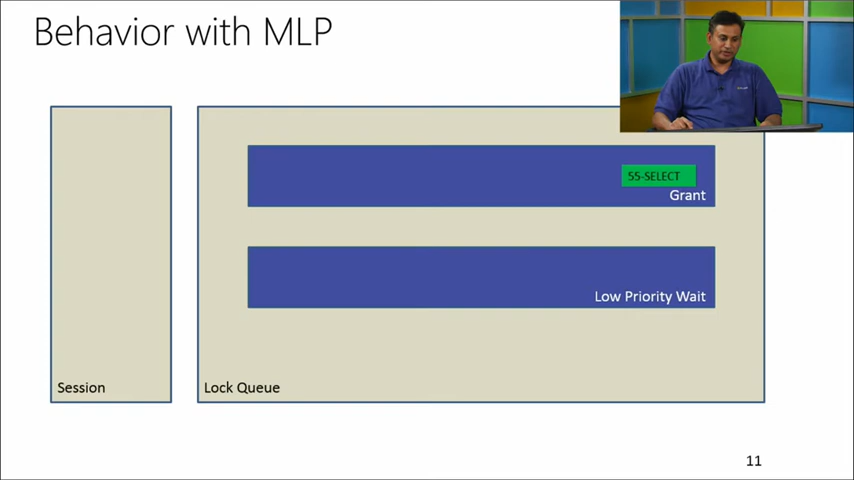 Behavior with MLP
55-SELECT
Grant
Low Priority Wait
Session
Lock Queue
11